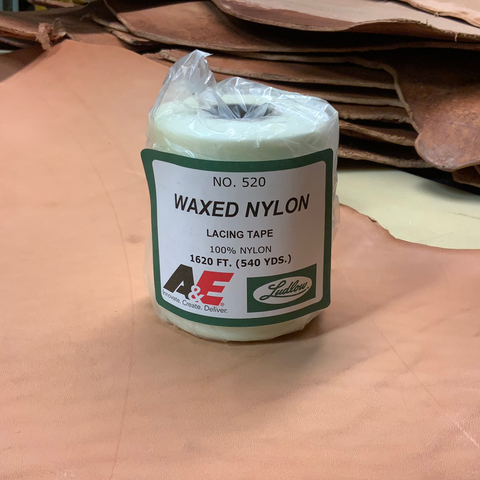 NO. 520
WAXED NYLON
LACING TAPE
100% NYLON
1620 FT. (540 YDS.)
A&E
Innovate. Create. Deliver.
Ludlow